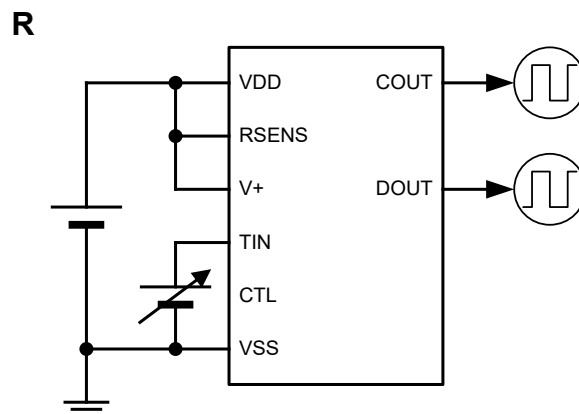 R
VDD COUT
RSENS
V+ DOUT
TIN
CTL
VSS